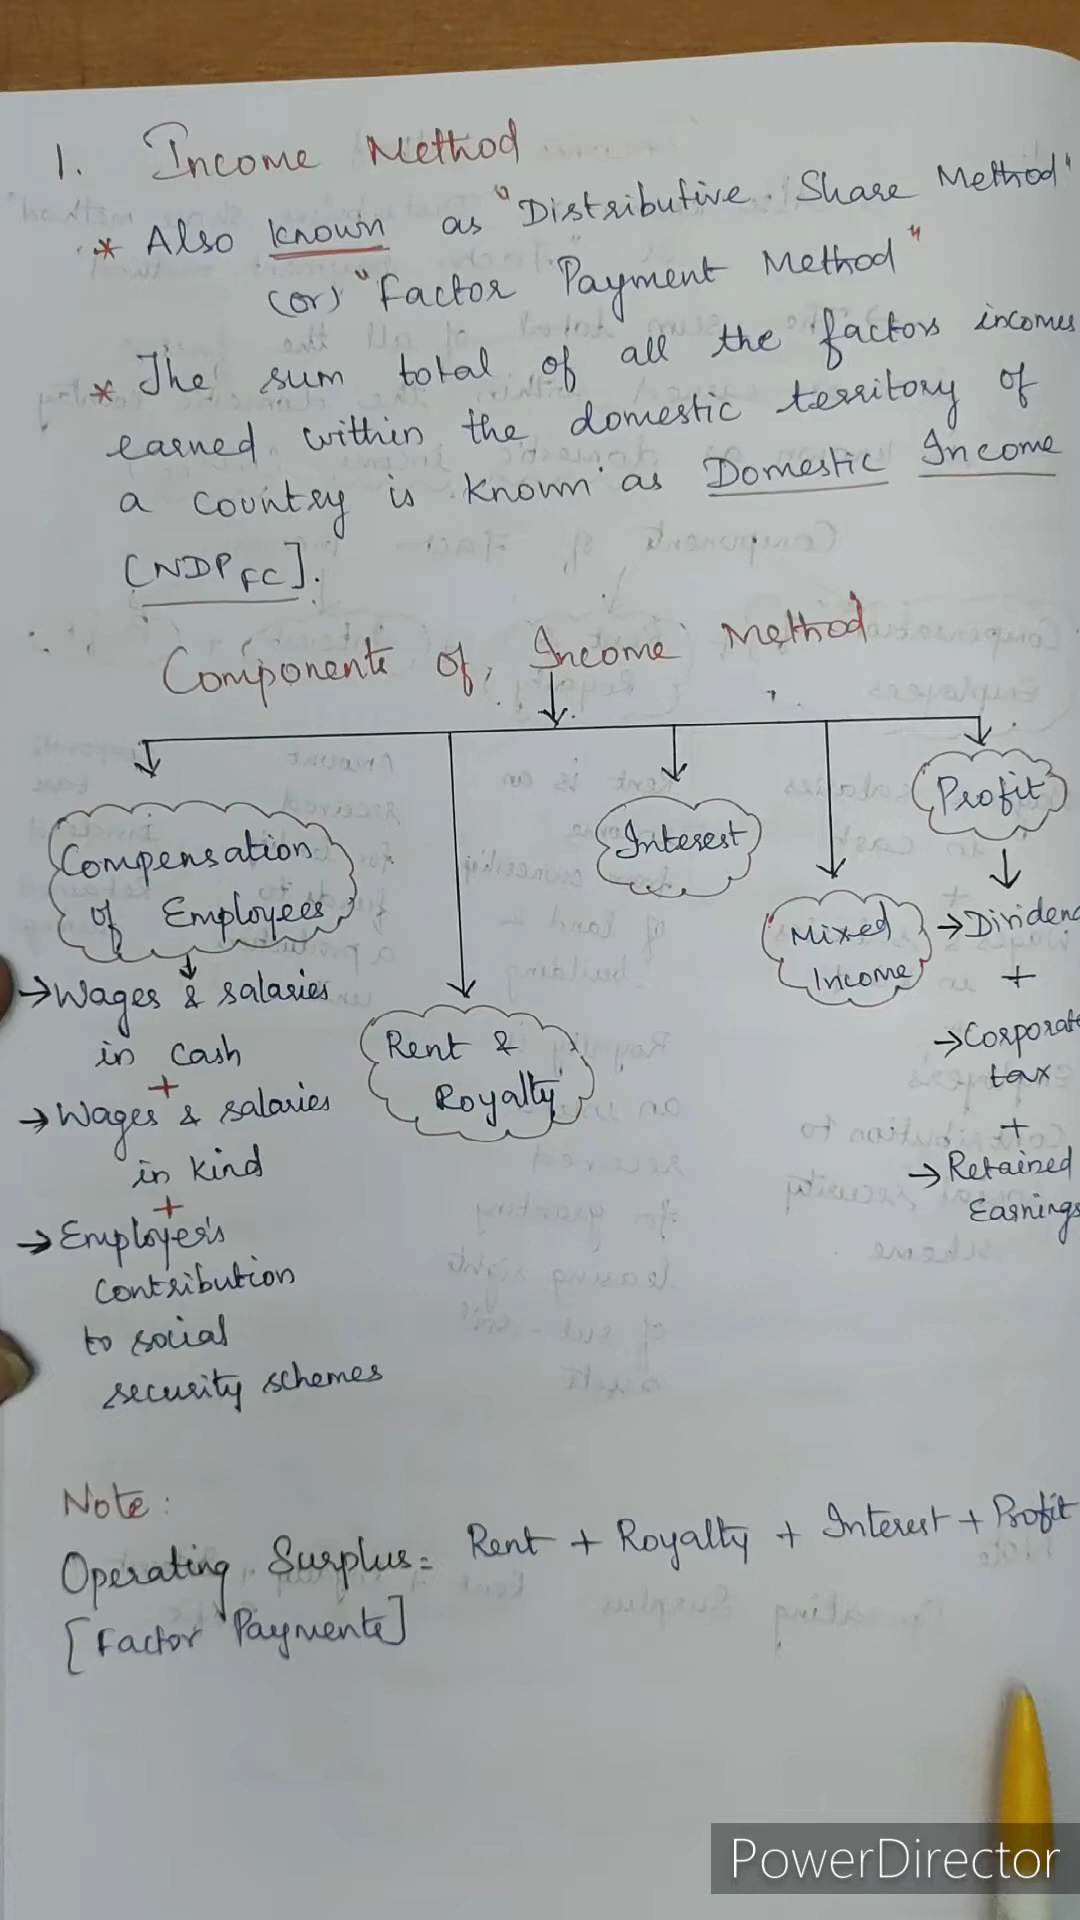 1. Income Method
* Also known as "Distributive Share Method"
(or) "Factor Payment Method"
* The sum total of all the factors incomes
earned within the domestic territory of
a country is known as Domestic Income
[NDP FC].
Components of Income Method
Compensation
of Employees
→ Wages & salaries
in cash
+
→ Wages & salaries
in kind
+
→ Employer's
contribution
to social
security schemes
Rent &
Royalty
Interest
Mixed
Income
Profit
→ Dividend
+
→ Corporate
tax
+
→ Retained
Earnings
Note:
Operating Surplus = Rent + Royalty + Interest + Profit
[Factor Payments]
PowerDirector